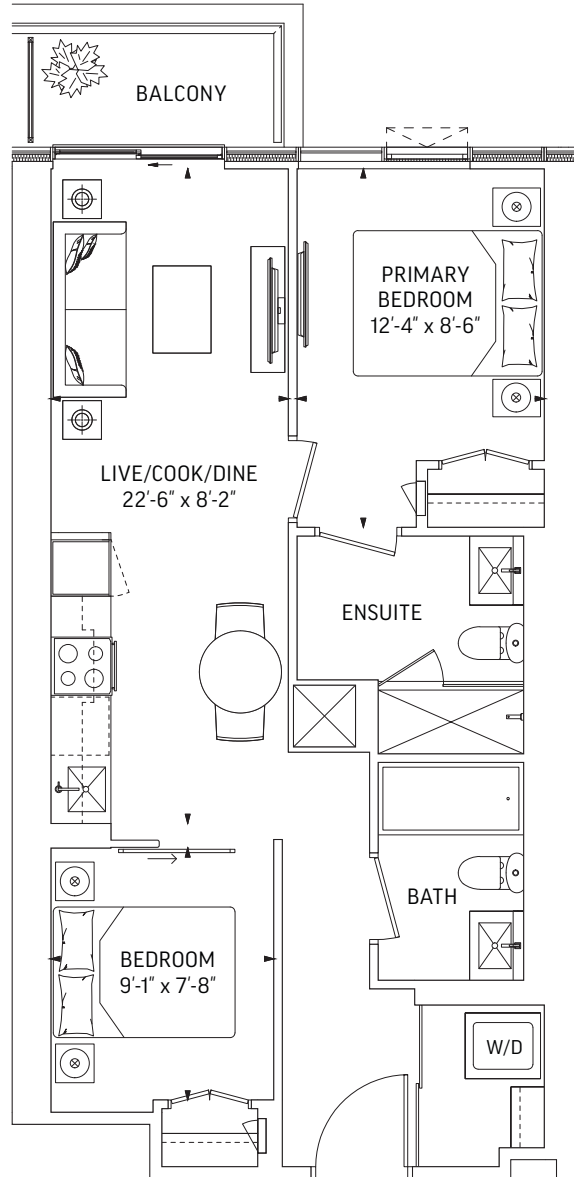 BALCONY
PRIMARY
BEDROOM
12'-4" x 8'-6"
LIVE/COOK/DINE
22'-6" x 8'-2"
ENSUITE
BATH
BEDROOM
9'-1" x 7'-8"
W/D